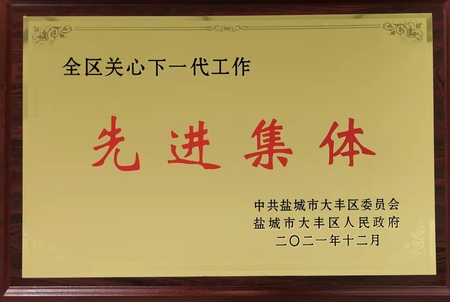 全区关心下一代工作
先进集体
中共盐城市大丰区委员会
盐城市大丰区人民政府
二〇二一年十二月